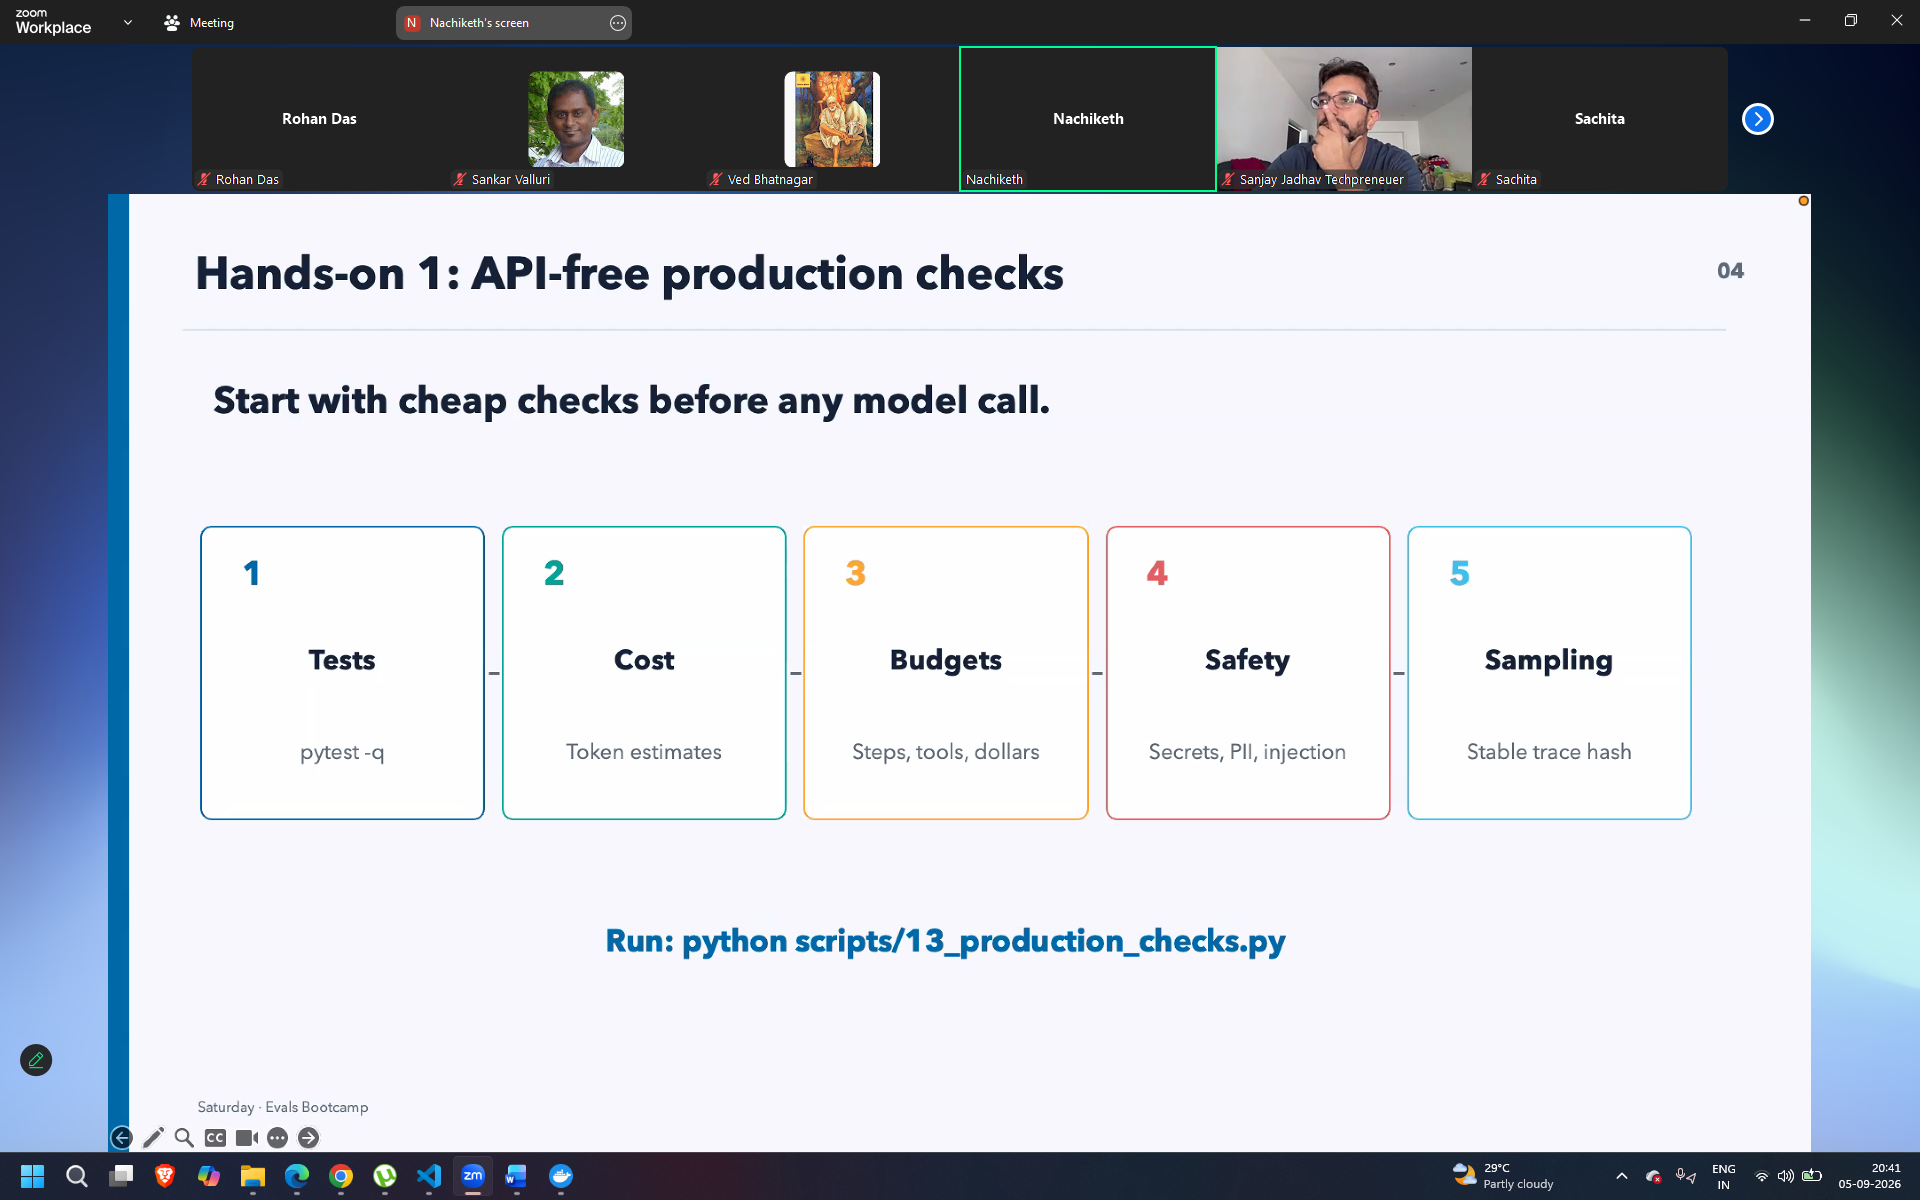 zoom
Workplace
Meeting
N
Nachiketh's screen
Rohan Das
Rohan Das
Sankar Valluri
Ved Bhatnagar
Nachiketh
Nachiketh
Sanjay Jadhav Techpreneuer
Sachita
Sachita
Hands-on 1: API-free production checks
04
Start with cheap checks before any model call.
1
Tests
pytest -q
2
Cost
Token estimates
3
Budgets
Steps, tools, dollars
4
Safety
Secrets, PII, injection
5
Sampling
Stable trace hash
Run: python scripts/13_production_checks.py
Saturday · Evals Bootcamp
CC
zm
W
29°C
Partly cloudy
ENG
IN
20:41
05-09-2026